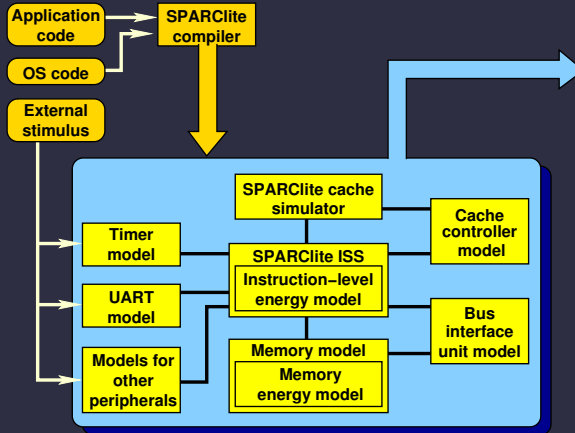 Application
code
SPARClite
compiler
OS code
External
stimulus
SPARClite cache
simulator
Cache
controller
model
Timer
model
SPARClite ISS
Instruction−level
energy model
UART
model
Bus
interface
unit model
Models for
other
peripherals
Memory model
Memory
energy model